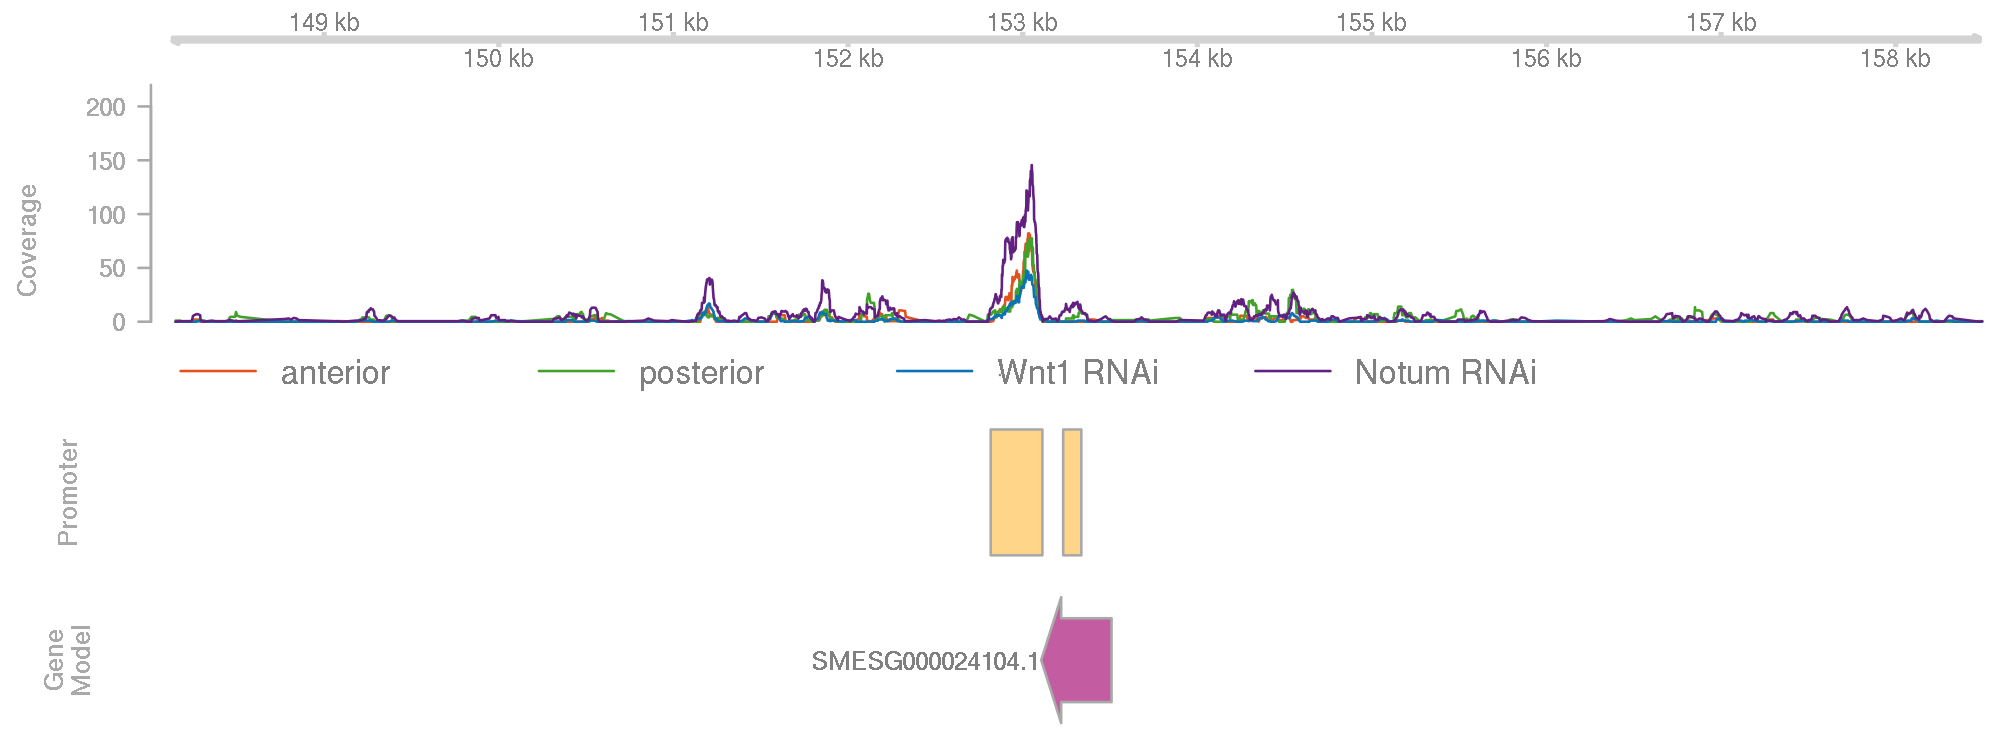 149 kb 151 kb 153 kb 155 kb 157 kb
150 kb 152 kb 154 kb 156 kb 158 kb
Coverage
200
150
100
50
0
anterior posterior Wnt1 RNAi Notum RNAi
Promoter
Gene
Model
SMESG000024104.1